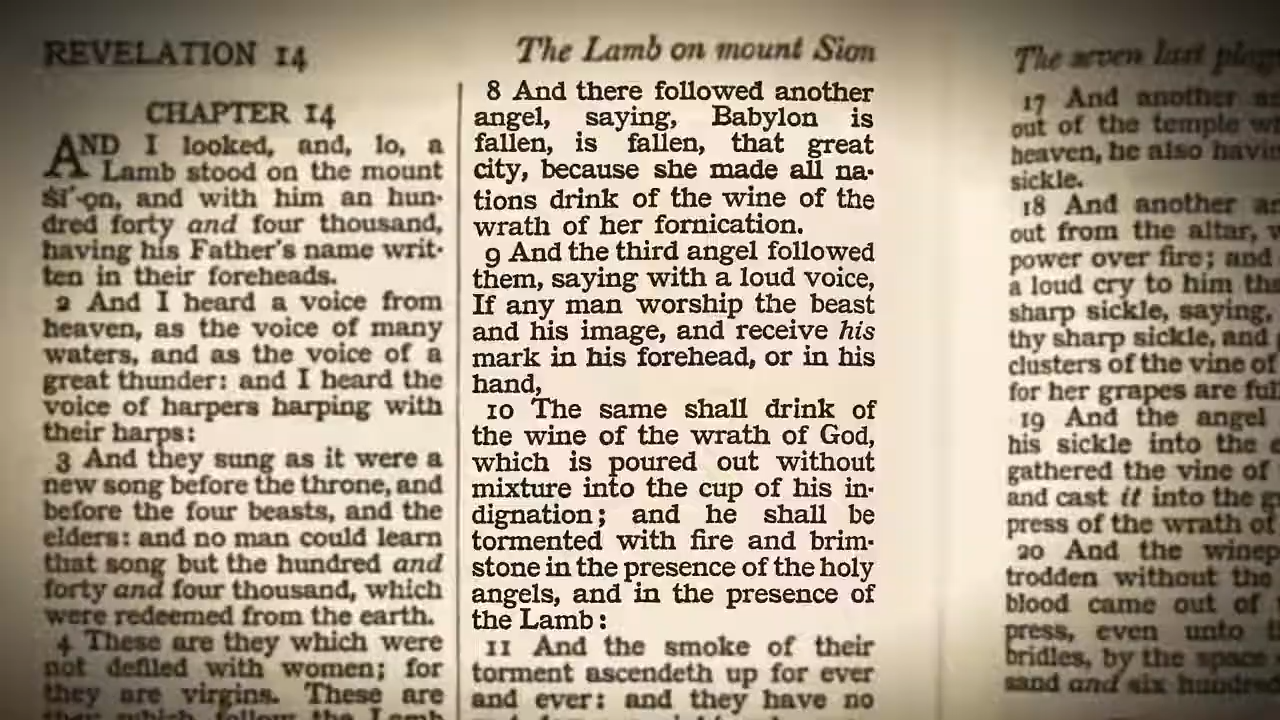 REVELATION 14
CHAPTER 14
AND I looked, and, lo, a
Lamb stood on the mount
Sī´-ǫn, and with him an hun-
dred forty and four thousand,
having his Father's name writ-
ten in their foreheads.
2 And I heard a voice from
heaven, as the voice of many
waters, and as the voice of a
great thunder: and I heard the
voice of harpers harping with
their harps:
3 And they sung as it were a
new song before the throne, and
before the four beasts, and the
elders: and no man could learn
that song but the hundred and
forty and four thousand, which
were redeemed from the earth.
4 These are they which were
not defiled with women; for
they are virgins. These are
they which follow the Lamb
The Lamb on mount Sion
8 And there followed another
angel, saying, Babylon is
fallen, is fallen, that great
city, because she made all na-
tions drink of the wine of the
wrath of her fornication.
9 And the third angel followed
them, saying with a loud voice,
If any man worship the beast
and his image, and receive his
mark in his forehead, or in his
hand,
10 The same shall drink of
the wine of the wrath of God,
which is poured out without
mixture into the cup of his in-
dignation; and he shall be
tormented with fire and brim-
stone in the presence of the holy
angels, and in the presence of
the Lamb:
11 And the smoke of their
torment ascendeth up for ever
and ever: and they have no
The seven last
17 And another
out of the temple
heaven, he also
sickle.
18 And another
out from the altar,
power over fire; and
a loud cry to him
sharp sickle, saying,
thy sharp sickle, and
clusters of the vine of
for her grapes are
19 And the angel
his sickle into the
gathered the vine of
and cast it into the
press of the wrath of
20 And the
trodden without the
blood came out of
press, even unto
bridles, by the space
sand and six